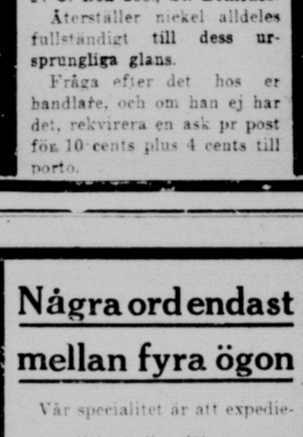 Återställer nickel alldeles
fullständigt till dess ur-
sprungliga glans.
Fråga efter det hos er
handlare, och om han ej har
det, rekvirera en ask pr post
för 10 cents plus 4 cents till
porto.
Några ord endast
mellan fyra ögon
Vår specialitet är att expedie-